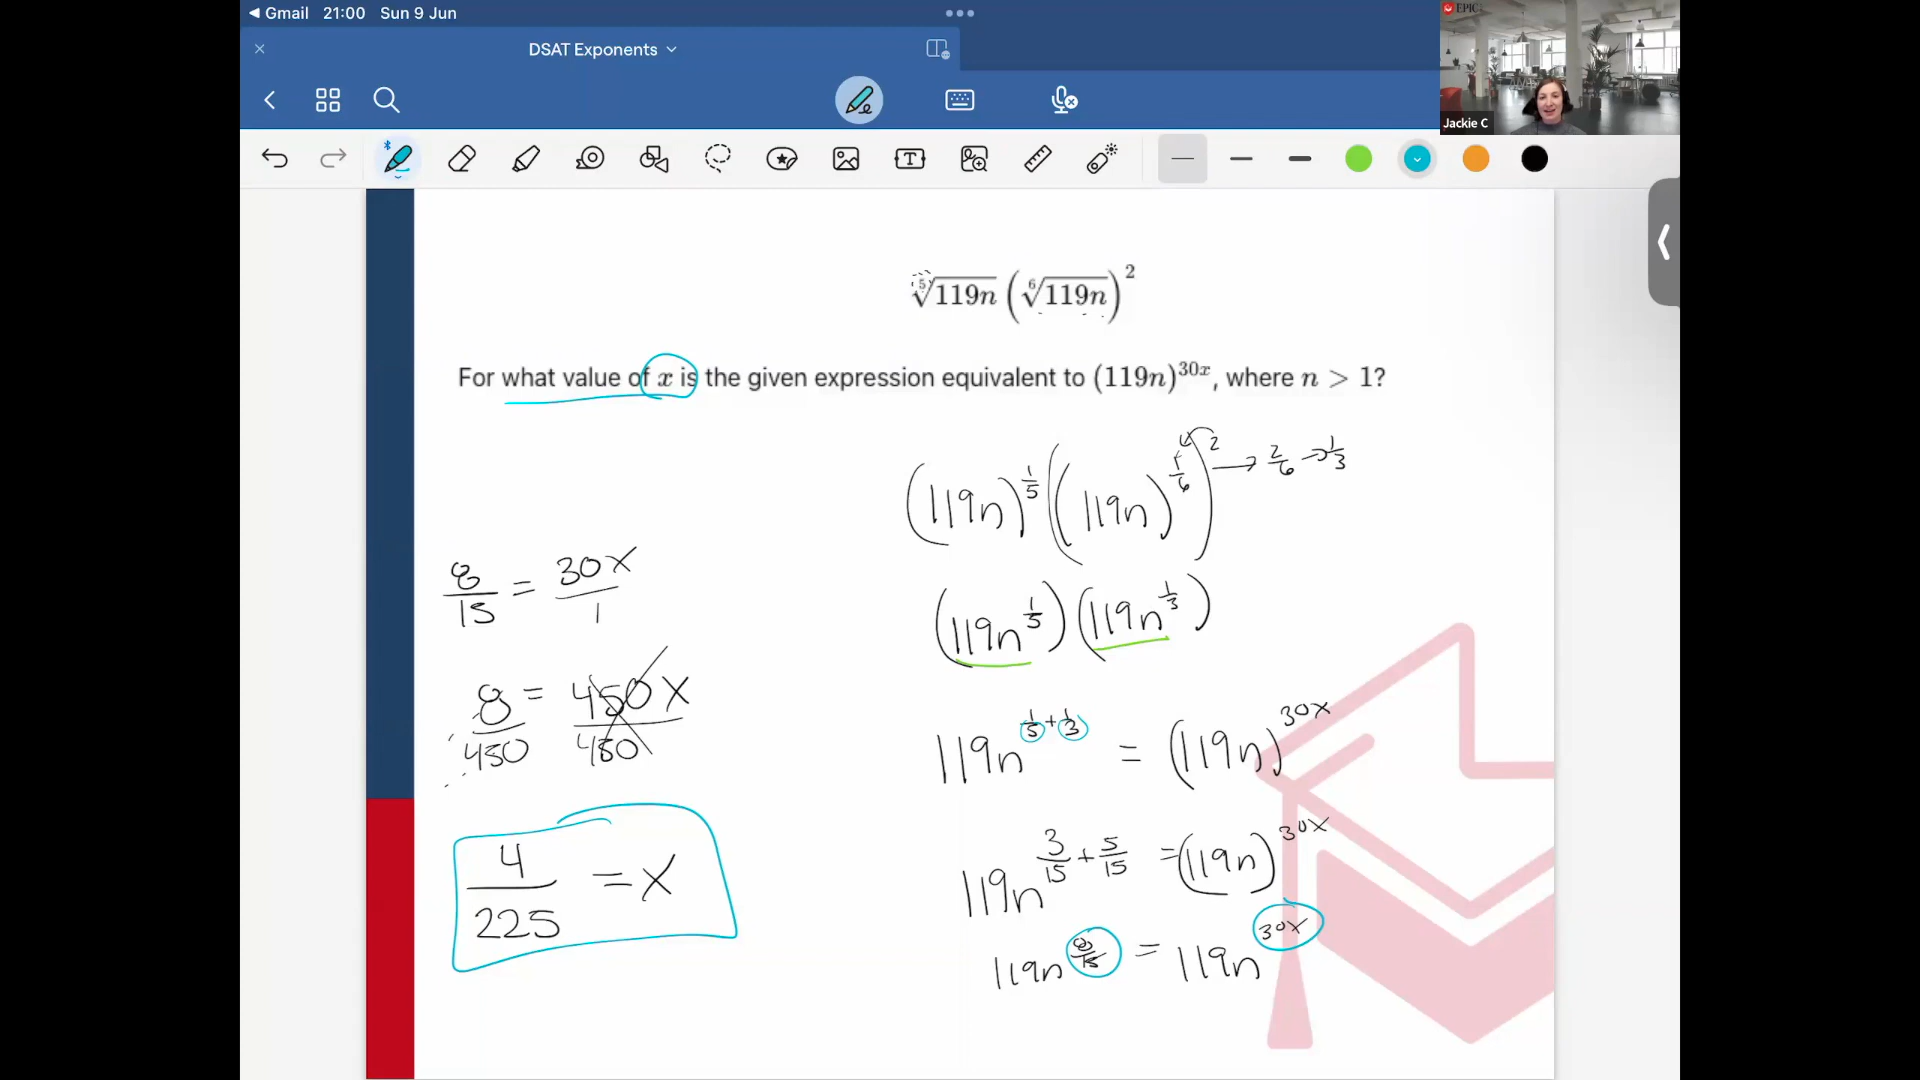 Gmail 21:00 Sun 9 Jun
EPIC
DSAT Exponents
Jackie C
⁵√119n (⁶√119n)²
For what value of x is the given expression equivalent to (119n)^30x, where n > 1?
(119n)^1/5 ((119n)^1/6)^2 → 2/6 → 1/3
(119n^1/5)(119n^1/3)
119n^1/5+1/3 = (119n)^30x
119n^3/15+5/15 = (119n)^30x
119n^8/15 = 119n^30x
8/15 = 30x/1
8/450 = 450x/450
4/225 = x